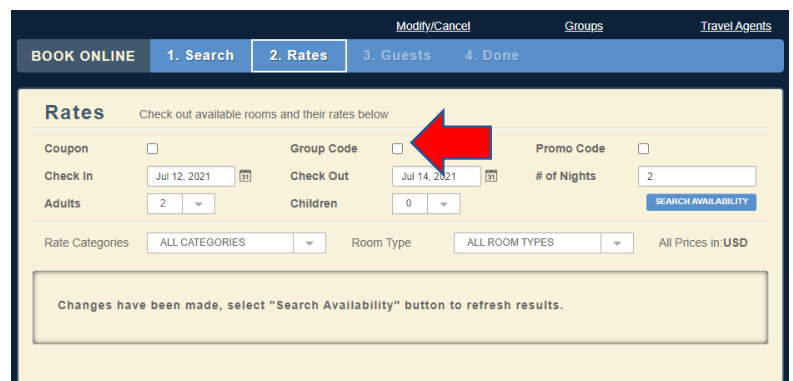 Modify/Cancel Groups Travel Agents
BOOK ONLINE 1. Search 2. Rates 3. Guests 4. Done
Rates Check out available rooms and their rates below
Coupon Group Code Promo Code
Check In Jul 12, 2021 31 Check Out Jul 14, 2021 31 # of Nights 2
Adults 2 Children 0 SEARCH AVAILABILITY
Rate Categories ALL CATEGORIES Room Type ALL ROOM TYPES All Prices in:USD
Changes have been made, select "Search Availability" button to refresh results.